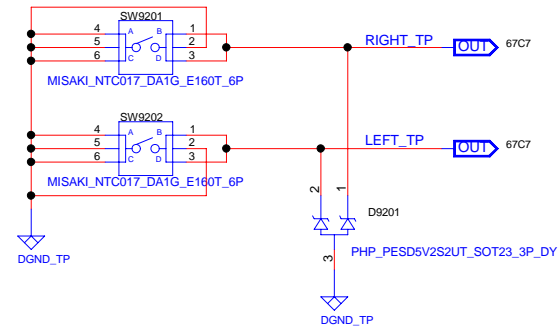 SW9201
4 A B 1
5 2
6 C D 3
MISAKI_NTC017_DA1G_E160T_6P
RIGHT_TP OUT 67C7
SW9202
4 A B 1
5 2
6 C D 3
MISAKI_NTC017_DA1G_E160T_6P
LEFT_TP OUT 67C7
2 1
D9201
3
PHP_PESD5V2S2UT_SOT23_3P_DY
DGND_TP
DGND_TP